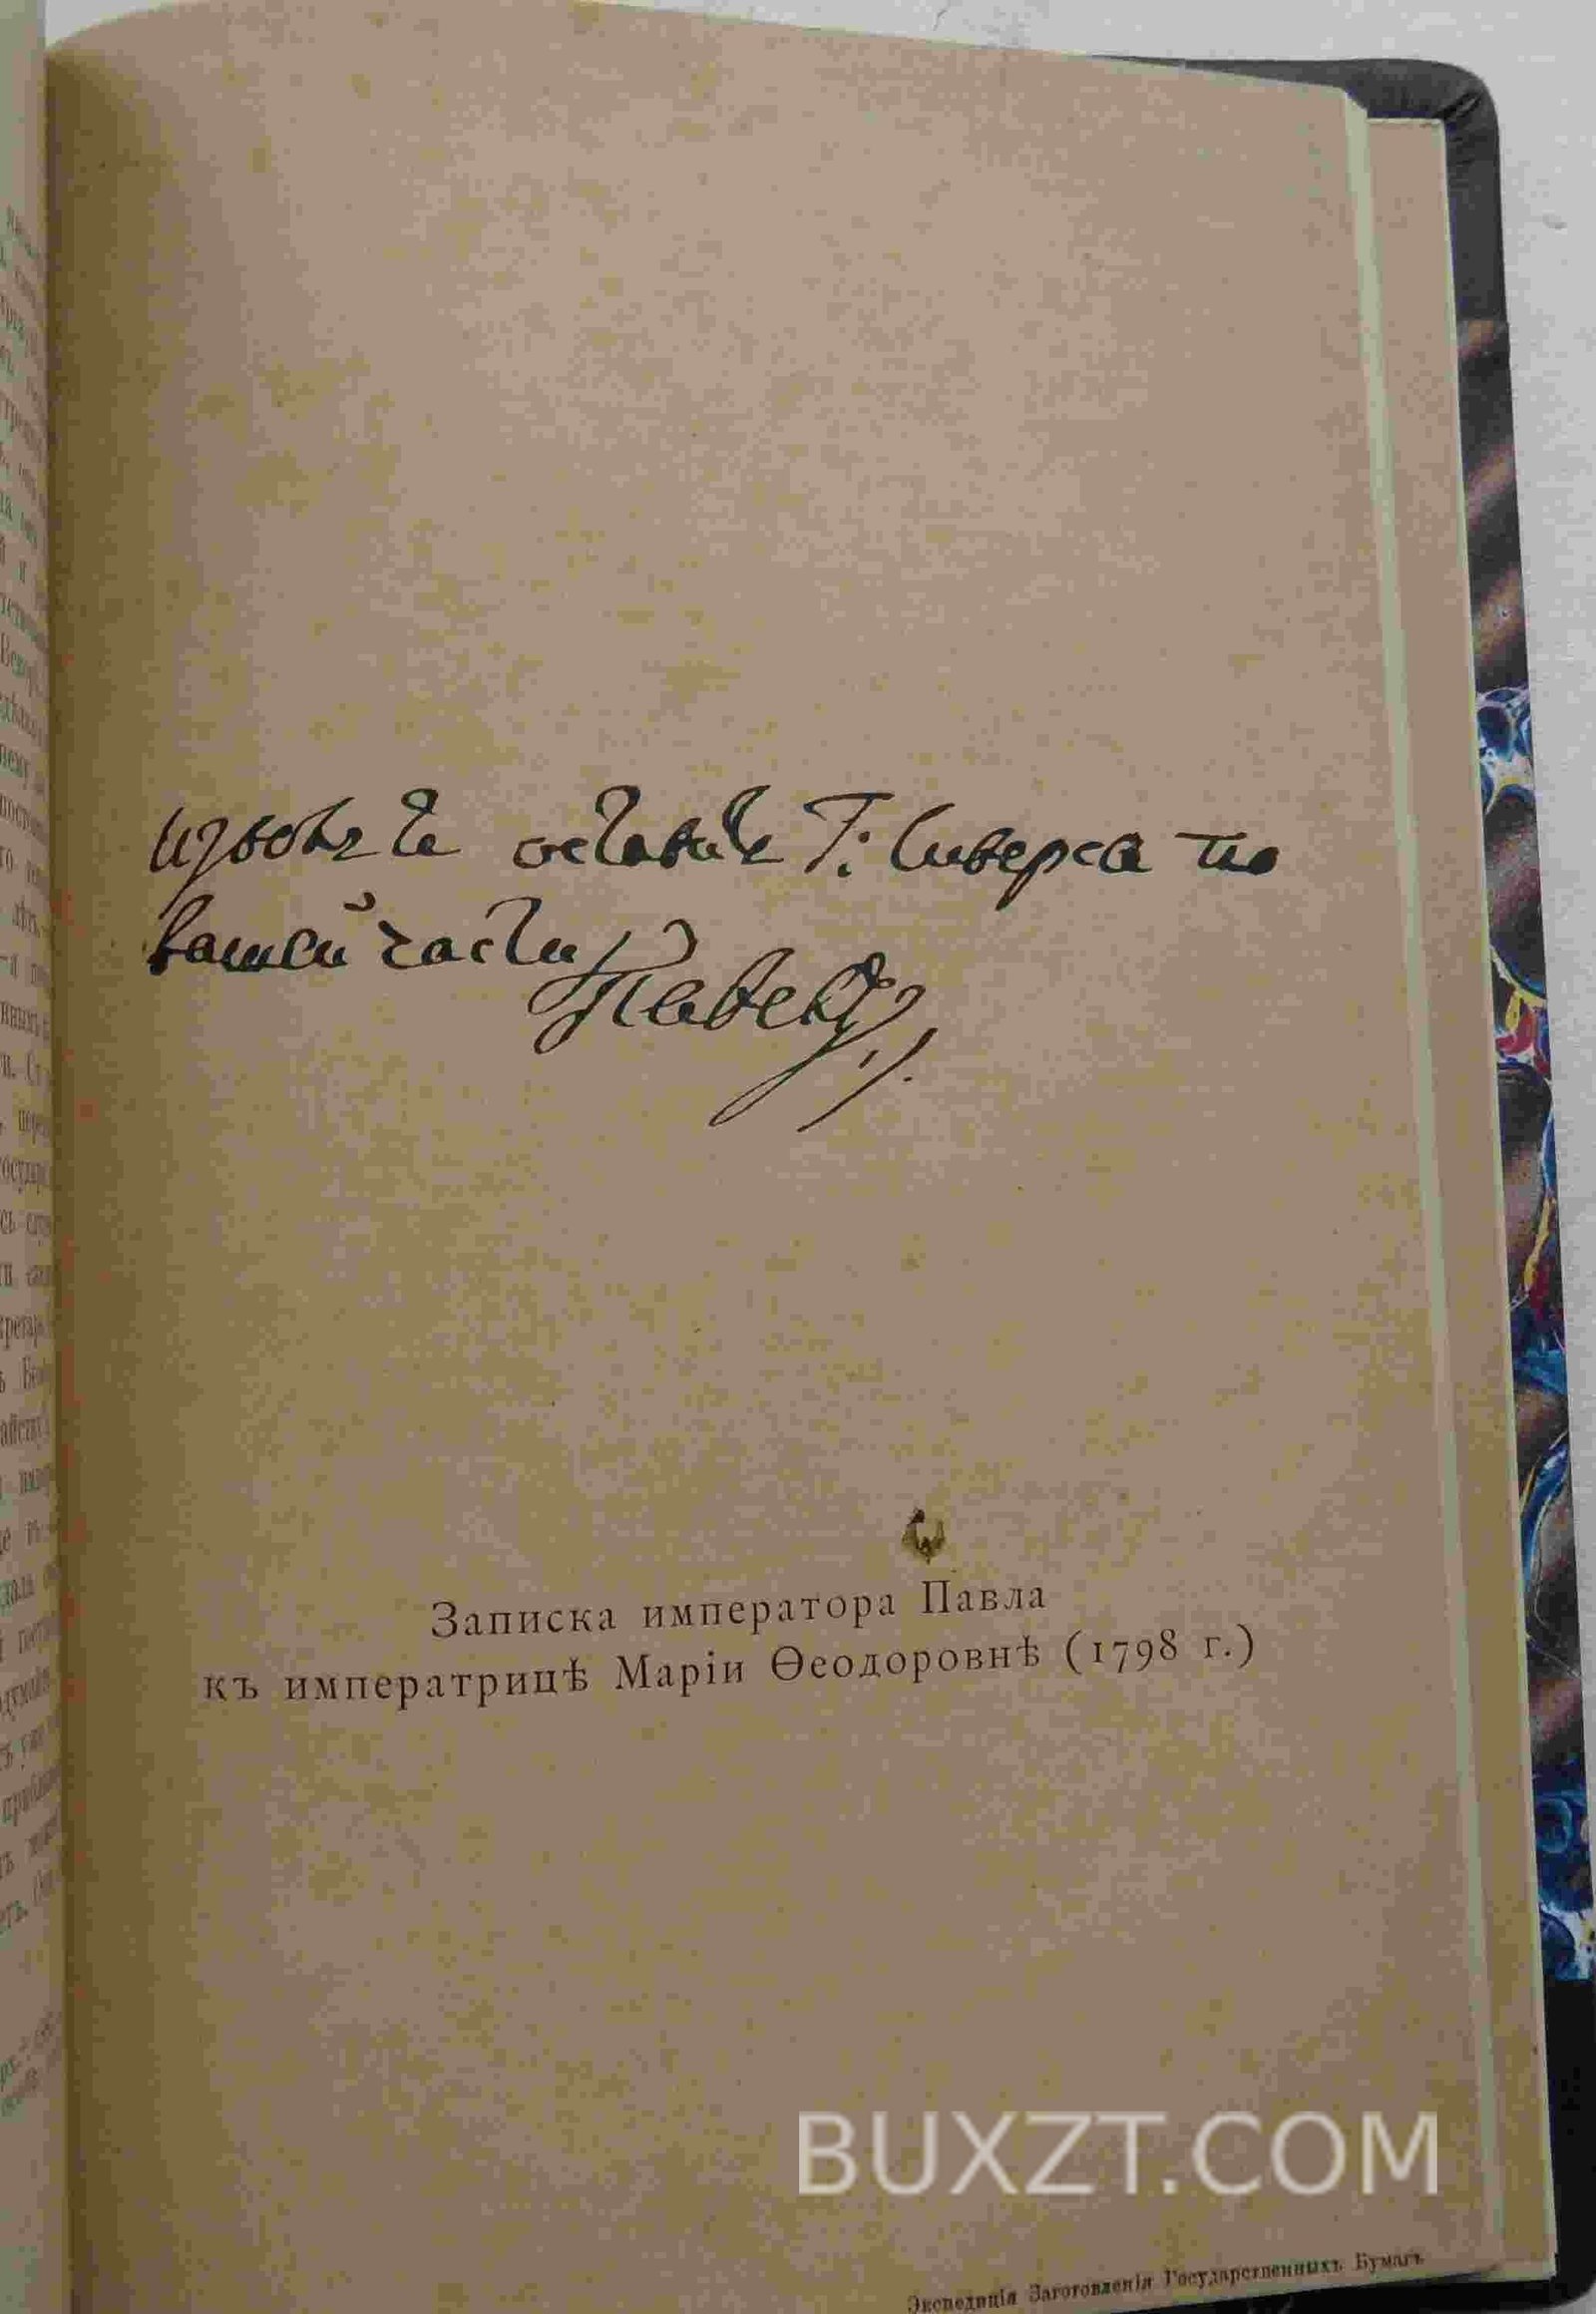 извольте оставить Г: Сиверса по
вашей части
Павелъ
Записка императора Павла
къ императрицѣ Маріи Ѳеодоровнѣ (1798 г.)
BUXZT.COM
Экспедиція Заготовленія Государственныхъ Бумагъ